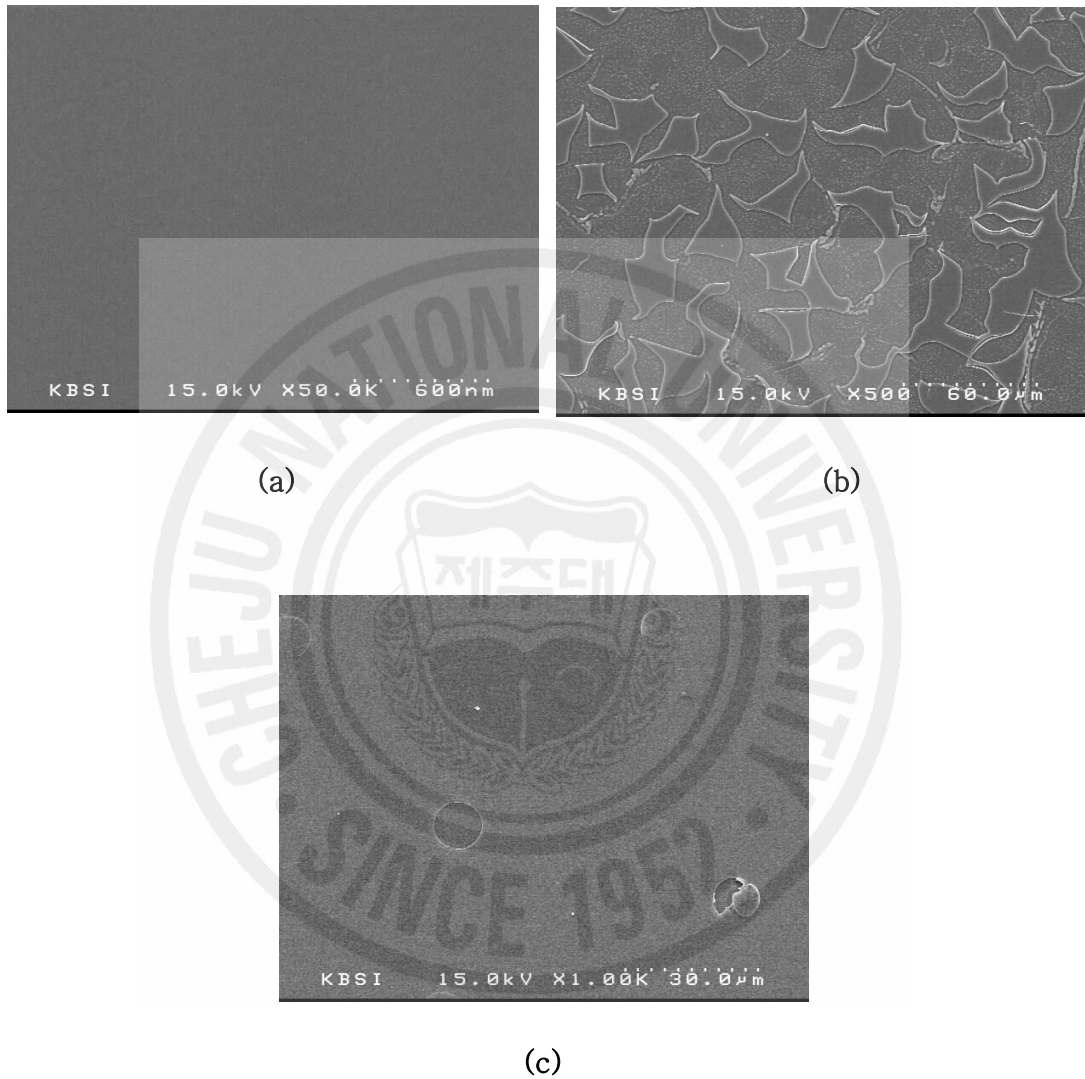 KBSI 15.0kV X50.0K 600nm
KBSI 15.0kV X500 60.0μm
(a)
(b)
CHEJU NATIONAL UNIVERSITY
제주대
KBSI 15.0kV X1.00K 30.0μm
SINCE 1952
(c)